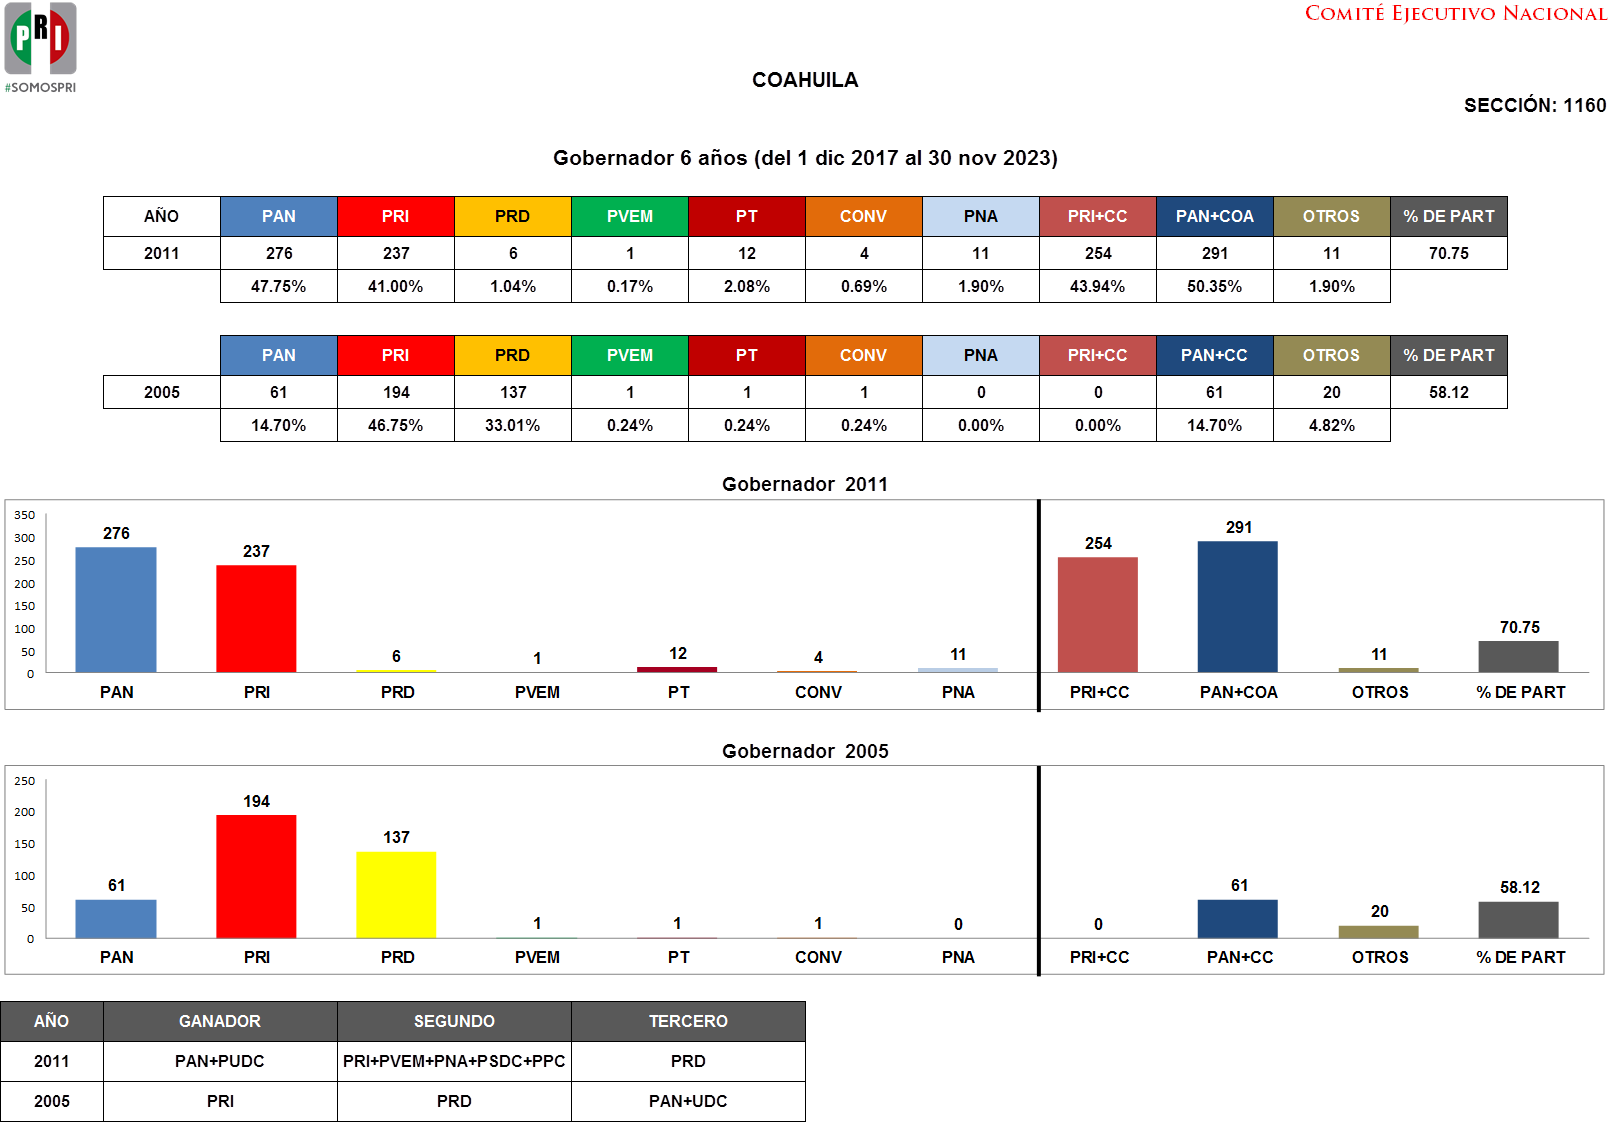 COMITÉ EJECUTIVO NACIONAL
PRI
#SOMOSPRI
COAHUILA
SECCIÓN: 1160
Gobernador 6 años (del 1 dic 2017 al 30 nov 2023)
AÑO PAN PRI PRD PVEM PT CONV PNA PRI+CC PAN+COA OTROS % DE PART
2011 276 237 6 1 12 4 11 254 291 11 70.75
47.75% 41.00% 1.04% 0.17% 2.08% 0.69% 1.90% 43.94% 50.35% 1.90%
PAN PRI PRD PVEM PT CONV PNA PRI+CC PAN+CC OTROS % DE PART
2005 61 194 137 1 1 1 0 0 61 20 58.12
14.70% 46.75% 33.01% 0.24% 0.24% 0.24% 0.00% 0.00% 14.70% 4.82%
Gobernador 2011
350
300
250
200
150
100
50
0
276 237 6 1 12 4 11 254 291 11 70.75
PAN PRI PRD PVEM PT CONV PNA PRI+CC PAN+COA OTROS % DE PART
Gobernador 2005
250
200
150
100
50
0
61 194 137 1 1 1 0 0 61 20 58.12
PAN PRI PRD PVEM PT CONV PNA PRI+CC PAN+CC OTROS % DE PART
AÑO GANADOR SEGUNDO TERCERO
2011 PAN+PUDC PRI+PVEM+PNA+PSDC+PPC PRD
2005 PRI PRD PAN+UDC